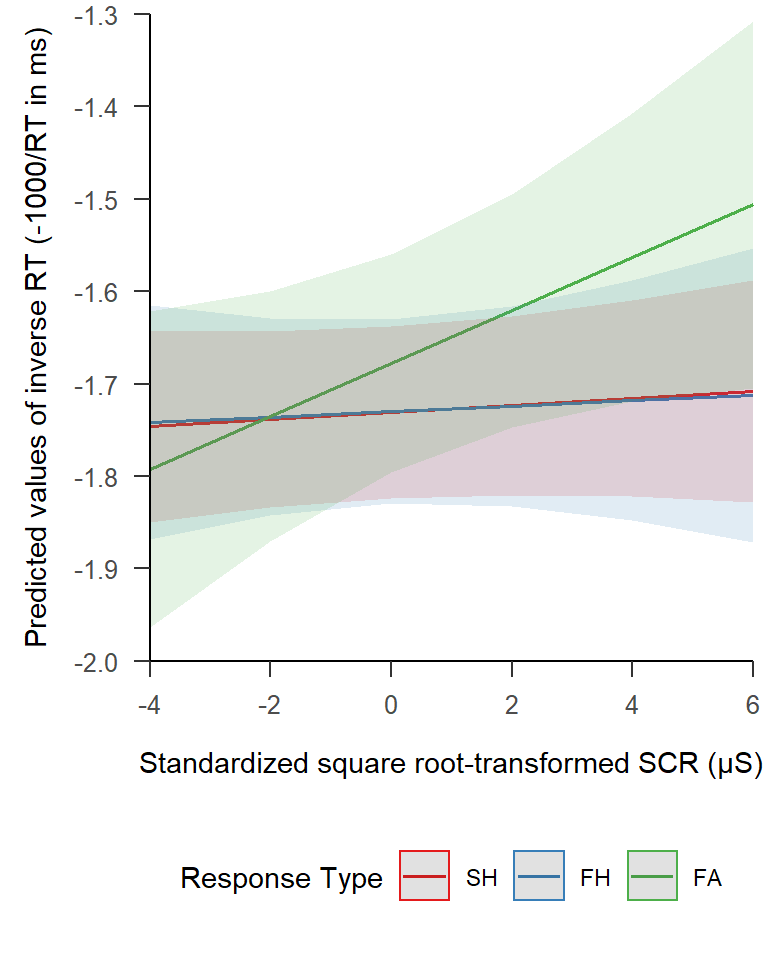 Predicted values of inverse RT (-1000/RT in ms)
-1.3
-1.4
-1.5
-1.6
-1.7
-1.8
-1.9
-2.0
-4 -2 0 2 4 6
Standardized square root-transformed SCR (μS)
Response Type SH FH FA